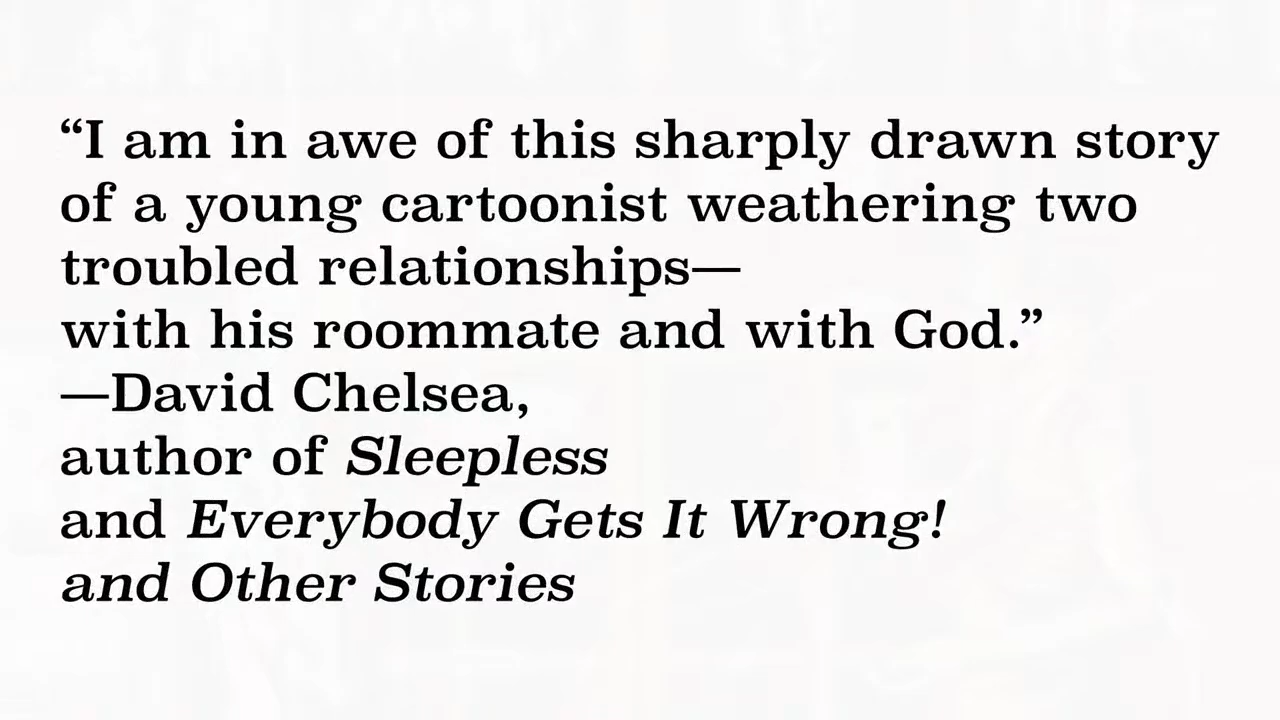 “I am in awe of this sharply drawn story
of a young cartoonist weathering two
troubled relationships—
with his roommate and with God.”
—David Chelsea,
author of Sleepless
and Everybody Gets It Wrong!
and Other Stories